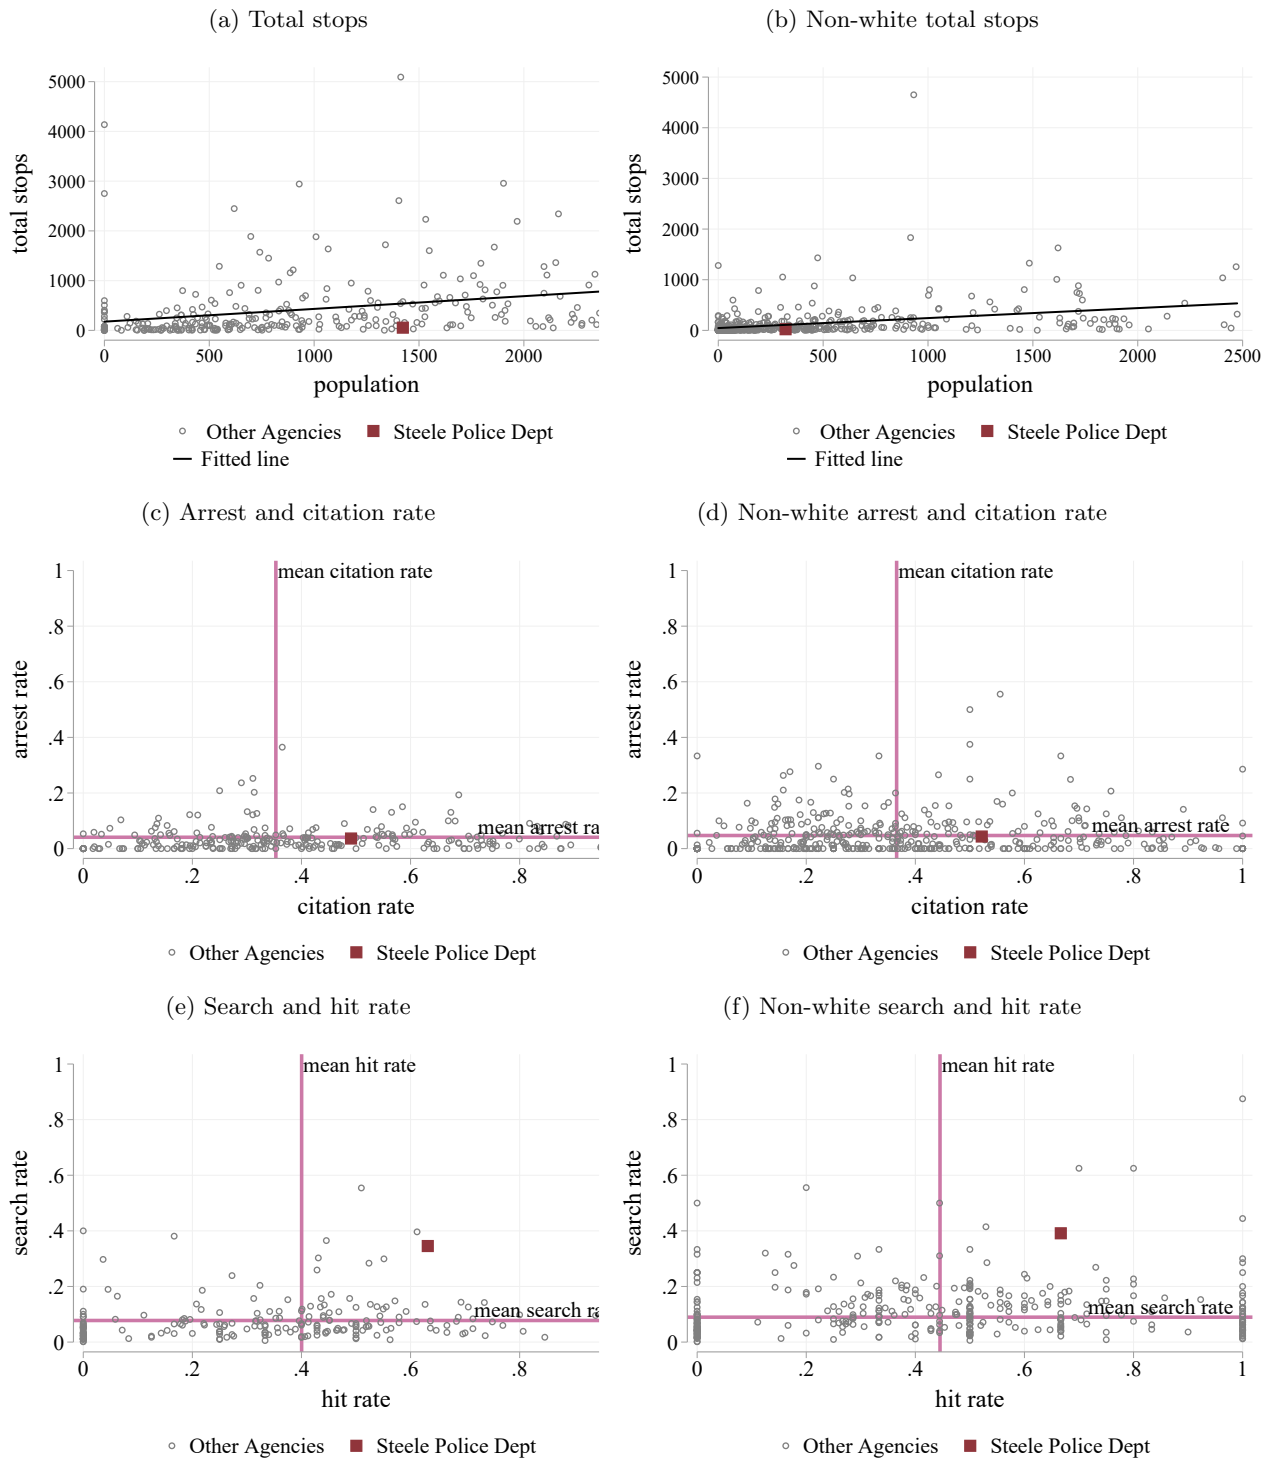 (a) Total stops
(b) Non-white total stops
total stops
5000
4000
3000
2000
1000
0
0 500 1000 1500 2000
population
Other Agencies Steele Police Dept
Fitted line
total stops
5000
4000
3000
2000
1000
0
0 500 1000 1500 2000 2500
population
Other Agencies Steele Police Dept
Fitted line
(c) Arrest and citation rate
(d) Non-white arrest and citation rate
arrest rate
1
.8
.6
.4
.2
0
mean citation rate
mean arrest ra
0 .2 .4 .6 .8
citation rate
Other Agencies Steele Police Dept
arrest rate
1
.8
.6
.4
.2
0
mean citation rate
mean arrest rate
0 .2 .4 .6 .8 1
citation rate
Other Agencies Steele Police Dept
(e) Search and hit rate
(f) Non-white search and hit rate
search rate
1
.8
.6
.4
.2
0
mean hit rate
mean search ra
0 .2 .4 .6 .8
hit rate
Other Agencies Steele Police Dept
search rate
1
.8
.6
.4
.2
0
mean hit rate
mean search rate
0 .2 .4 .6 .8 1
hit rate
Other Agencies Steele Police Dept